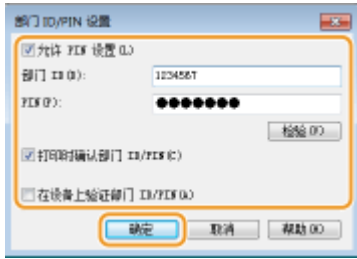 部门 ID/PIN 设置
允许 PIN 设置(L)
部门 ID(D): 1234567
PIN(P): ●●●●●●●
检验(V)
打印时确认部门 ID/PIN(C)
在设备上验证部门 ID/PIN(A)
确定 取消 帮助(H)